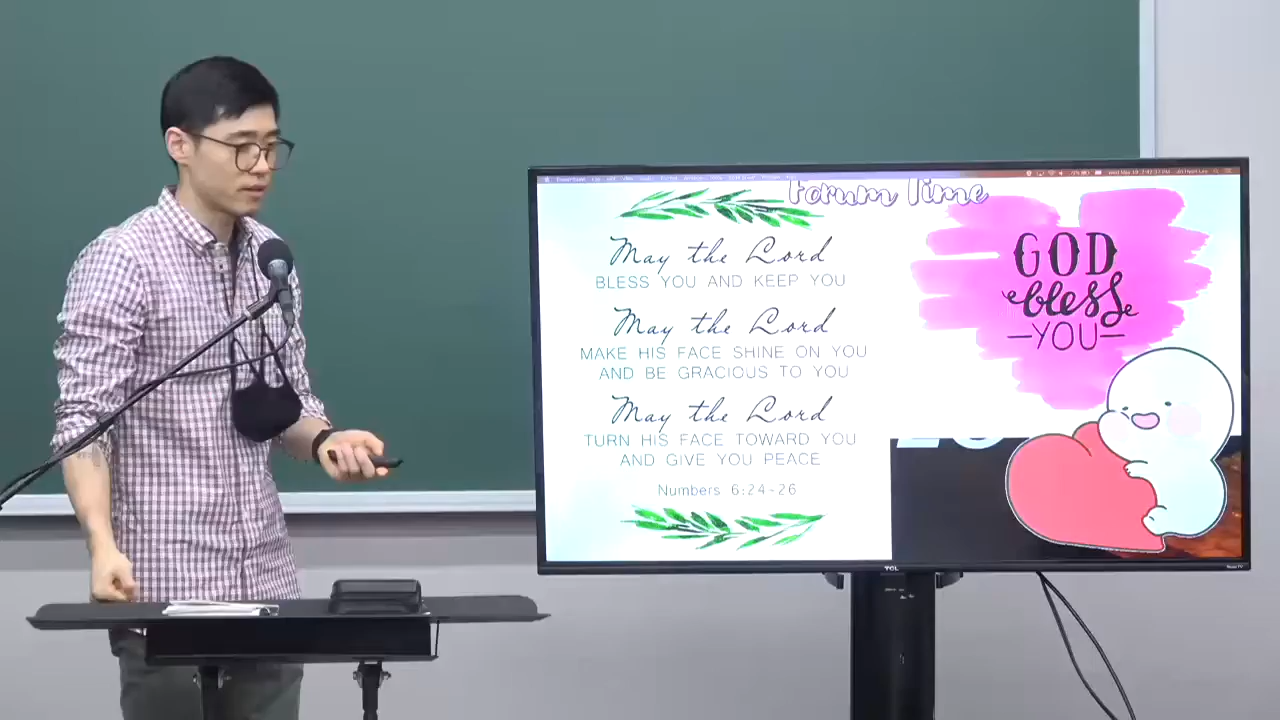 Forum Time
May the Lord
BLESS YOU AND KEEP YOU
May the Lord
MAKE HIS FACE SHINE ON YOU
AND BE GRACIOUS TO YOU
May the Lord
TURN HIS FACE TOWARD YOU
AND GIVE YOU PEACE
Numbers 6:24-26
GOD
bless
YOU
TCL